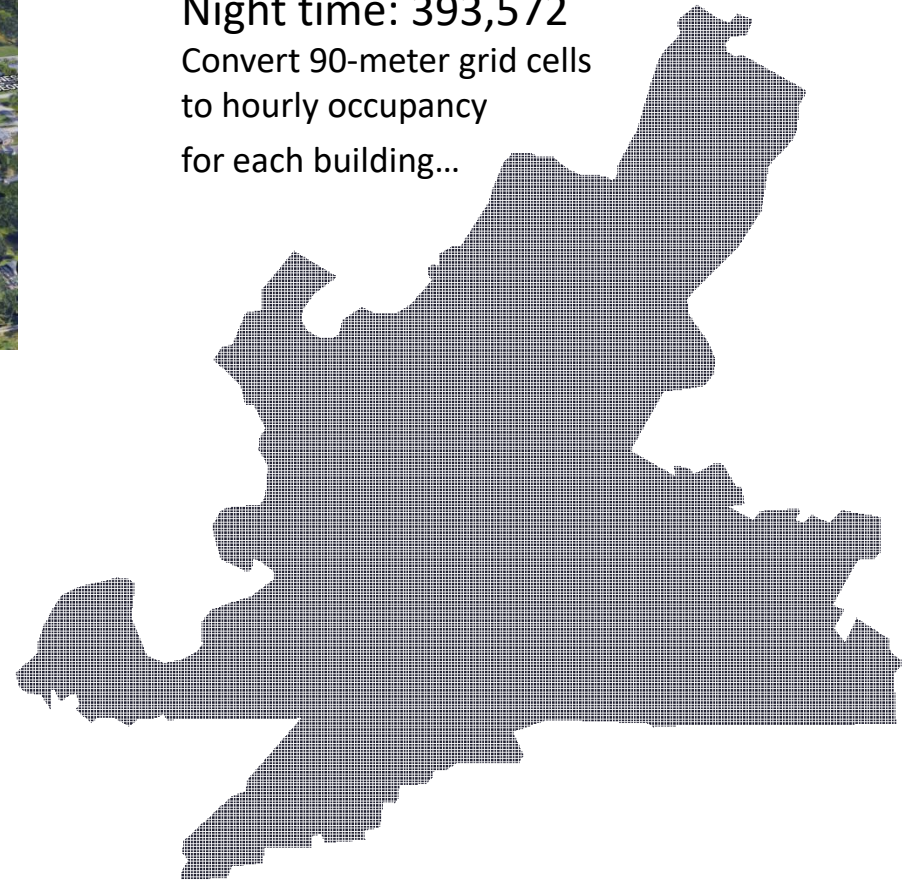 Night time: 393,572
Convert 90-meter grid cells
to hourly occupancy
for each building…